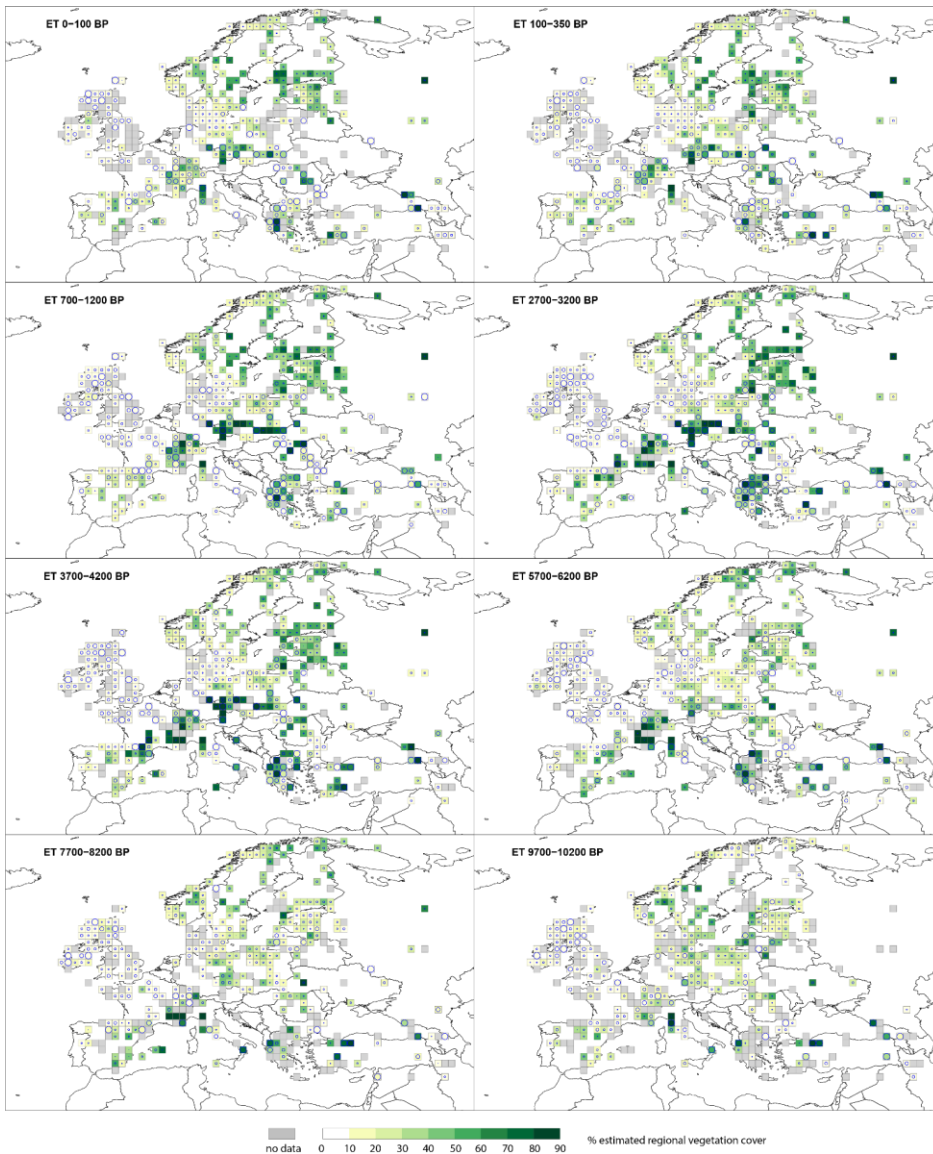 ET 0−100 BP
ET 100−350 BP
ET 700−1200 BP
ET 2700−3200 BP
ET 3700−4200 BP
ET 5700−6200 BP
ET 7700−8200 BP
ET 9700−10200 BP
no data
0 10 20 30 40 50 60 70 80 90
% estimated regional vegetation cover